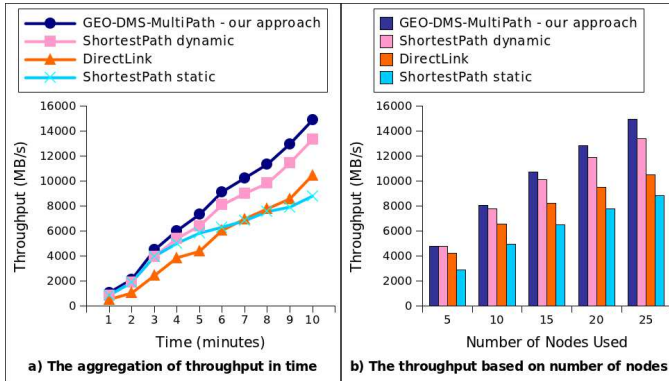 GEO-DMS-MultiPath - our approach
ShortestPath dynamic
DirectLink
ShortestPath static
Throughput (MB/s)
16000
14000
12000
10000
8000
6000
4000
2000
0
1 2 3 4 5 6 7 8 9 10
Time (minutes)
a) The aggregation of throughput in time
GEO-DMS-MultiPath - our approach
ShortestPath dynamic
DirectLink
ShortestPath static
Throughput (MB/s)
16000
14000
12000
10000
8000
6000
4000
2000
0
5 10 15 20 25
Number of Nodes Used
b) The throughput based on number of nodes